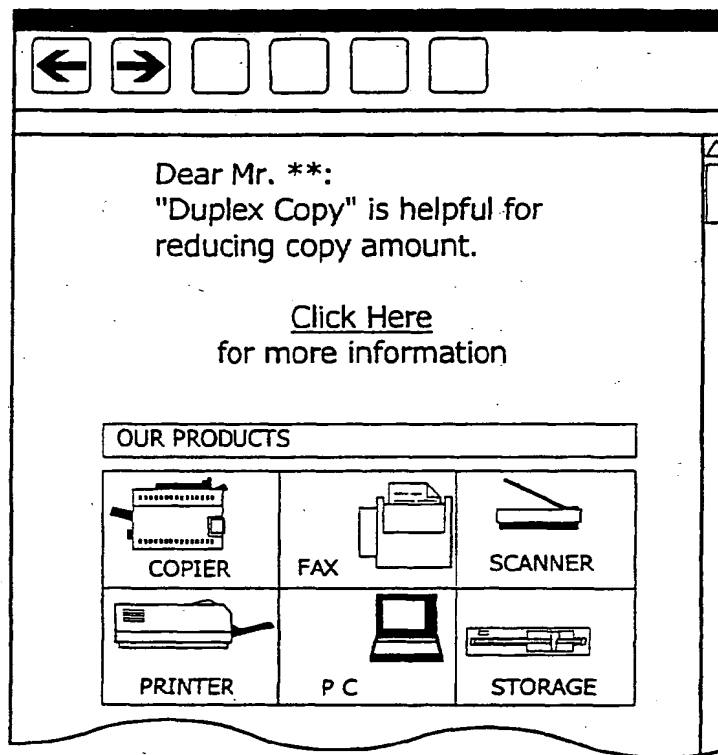 Dear Mr. **:
"Duplex Copy" is helpful for
reducing copy amount.
Click Here
for more information
OUR PRODUCTS
COPIER
FAX
SCANNER
PRINTER
P C
STORAGE